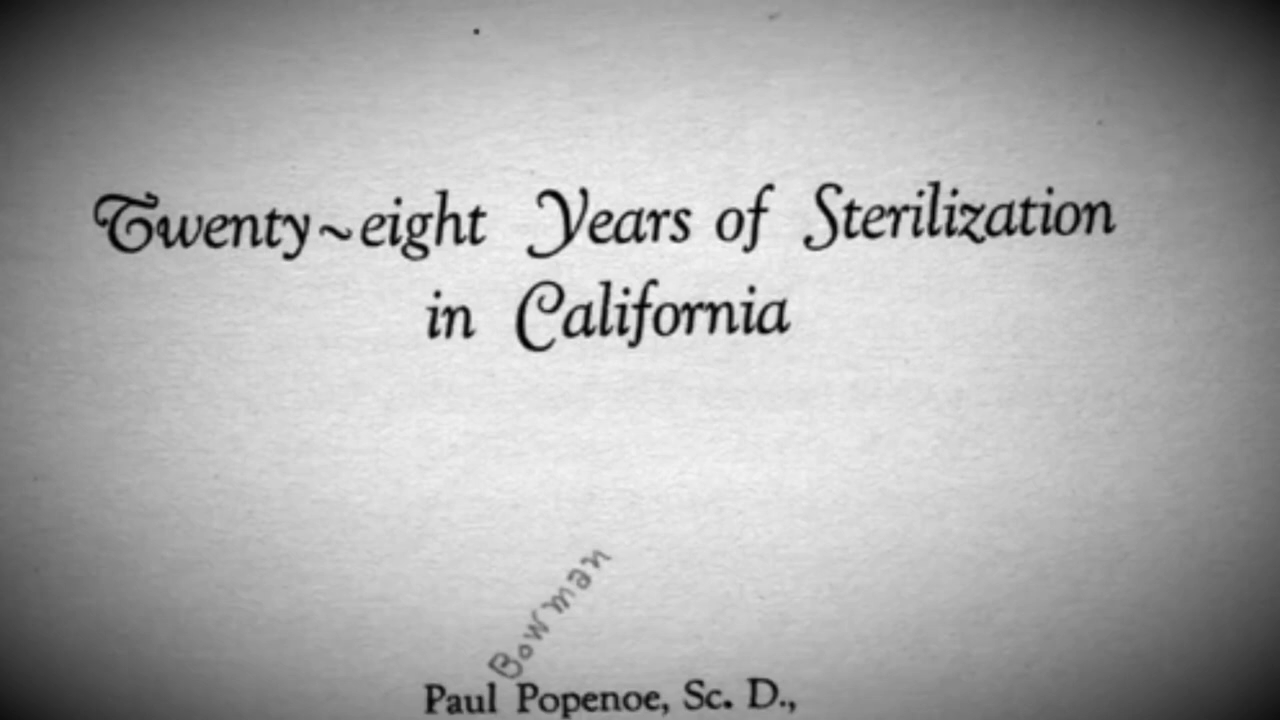 Twenty~eight Years of Sterilization
in California
Bowman
Paul Popenoe, Sc. D.,